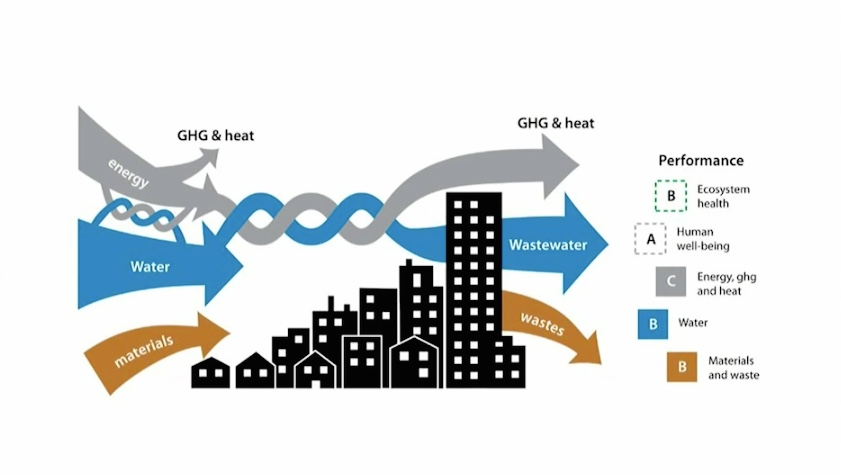 GHG & heat
energy
Water
materials
GHG & heat
Wastewater
wastes
Performance
B
Ecosystem
health
A
Human
well-being
C
Energy, ghg
and heat
B
Water
B
Materials
and waste